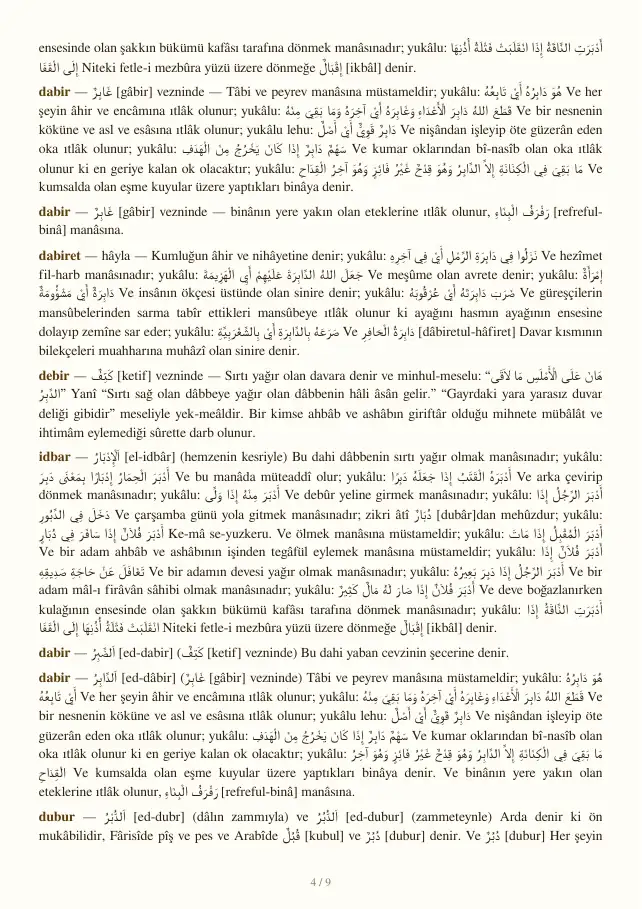 ensesinde olan şakkın bükümü kafâsı tarafına dönmek manâsınadır; yukâlu: أَدْبَرَتِ النَّاقَةُ إِذَا انْقَلَبَتْ فَتْلَةُ أُذُنِهَا
إِلَى الْقَفَا Niteki fetle-i mezbûra yüzü üzere dönmeğe إِقْبَالٌ [ikbâl] denir.
dabir — غَابِرٌ [gâbir] vezninde — Tâbi ve peyrev manâsına müstameldir; yukâlu: هُوَ دَابِرُهُ أَيْ تَابِعُهُ Ve her
şeyin âhir ve encâmına ıtlâk olunur; yukâlu: قَطَعَ اللهُ دَابِرَ الْأَعْدَاءِ وَغَابِرَهُ أَيْ آخِرَهُ وَمَا بَقِيَ مِنْهُ Ve bir nesnenin
köküne ve asl ve esâsına ıtlâk olunur; yukâlu lehu: دَابِرٌ قَوِيٌّ أَيْ أَصْلٌ Ve nişândan işleyip öte güzerân eden
oka ıtlâk olunur; yukâlu: سَهْمٌ دَابِرٌ إِذَا كَانَ يَخْرُجُ مِنَ الْهَدَفِ Ve kumar oklarından bî-nasîb olan oka ıtlâk
olunur ki en geriye kalan ok olacaktır; yukâlu: مَا بَقِيَ فِي الْكِنَانَةِ إِلاَّ الدَّابِرُ وَهُوَ قِدْحٌ غَيْرُ فَائِزٍ وَهُوَ آخِرُ الْقِدَاحِ Ve
kumsalda olan eşme kuyular üzere yaptıkları binâya denir.
dabir — غَابِرٌ [gâbir] vezninde — binânın yere yakın olan eteklerine ıtlâk olunur, رَفْرَفُ الْبِنَاءِ [refreful-
binâ] manâsına.
dabiret — hâyla — Kumluğun âhir ve nihâyetine denir; yukâlu: نَزَلُوا فِي دَابِرَةِ الرَّمْلِ أَيْ فِي آخِرِهِ Ve hezîmet
fil-harb manâsınadır; yukâlu: جَعَلَ اللهُ الدَّابِرَةَ عَلَيْهِمْ أَيِ الْهَزِيمَةَ Ve meşûme olan avrete denir; yukâlu: إِمْرَأَةٌ
دَابِرَةٌ أَيْ مَشْؤُومَةٌ Ve insânın ökçesi üstünde olan sinire denir; yukâlu: ضَرَبَ دَابِرَتَهُ أَيْ عُرْقُوبَهُ Ve güreşçilerin
mansûbelerinden sarma tabîr ettikleri mansûbeye ıtlâk olunur ki ayağını hasmın ayağının ensesine
dolayıp zemîne sar eder; yukâlu: صَرَعَهُ بِالدَّابِرَةِ أَيْ بِالشَّغْزَبِيَّةِ Ve دَابِرَةُ الْحَافِرِ [dâbiretul-hâfiret] Davar kısmının
bilekçeleri muahharına muhâzî olan sinire denir.
debir — كَتِفٌ [ketif] vezninde — Sırtı yağır olan davara denir ve minhul-meselu: “هَانَ عَلَى الْأَمْلَسِ مَا لاَقَى
الدَّبِرُ” Yanî “Sırtı sağ olan dâbbeye yağır olan dâbbenin hâli âsân gelir.” “Gayrdaki yara yarasız duvar
deliği gibidir” meseliyle yek-meâldir. Bir kimse ahbâb ve ashâbın giriftâr olduğu mihnete mübâlât ve
ihtimâm eylemediği sûrette darb olunur.
idbar — اَلْإِدْبَارُ [el-idbâr] (hemzenin kesriyle) Bu dahi dâbbenin sırtı yağır olmak manâsınadır; yukâlu:
أَدْبَرَ الْحِمَارُ إِدْبَارًا بِمَعْنَى دَبِرَ Ve bu manâda müteaddî olur; yukâlu: أَدْبَرَهُ الْقَتَبُ إِذَا جَعَلَهُ دَبِرًا Ve arka çevirip
dönmek manâsınadır; yukâlu: أَدْبَرَ مِنْهُ إِذَا وَلَّى Ve debûr yeline girmek manâsınadır; yukâlu: أَدْبَرَ الرَّجُلُ إِذَا
دَخَلَ فِي الدَّبُورِ Ve çarşamba günü yola gitmek manâsınadır; zikri âtî دُبَارٌ [dubâr]dan mehûzdur; yukâlu:
أَدْبَرَ فُلاَنٌ إِذَا سَافَرَ فِي دُبَارٍ Ke-mâ se-yuzkeru. Ve ölmek manâsına müstameldir; yukâlu: أَدْبَرَ الْمُقْبِلُ إِذَا مَاتَ
Ve bir adam ahbâb ve ashâbının işinden tegâfül eylemek manâsına müstameldir; yukâlu: أَدْبَرَ فُلاَنٌ إِذَا
تَغَافَلَ عَنْ حَاجَةِ صَدِيقِهِ Ve bir adamın devesi yağır olmak manâsınadır; yukâlu: أَدْبَرَ الرَّجُلُ إِذَا دَبِرَ بَعِيرُهُ Ve bir
adam mâl-ı firâvân sâhibi olmak manâsınadır; yukâlu: أَدْبَرَ فُلاَنٌ إِذَا صَارَ لَهُ مَالٌ كَثِيرٌ Ve deve boğazlanırken
kulağının ensesinde olan şakkın bükümü kafâsı tarafına dönmek manâsınadır; yukâlu: أَدْبَرَتِ النَّاقَةُ إِذَا
انْقَلَبَتْ فَتْلَةُ أُذُنِهَا إِلَى الْقَفَا Niteki fetle-i mezbûra yüzü üzere dönmeğe إِقْبَالٌ [ikbâl] denir.
dabir — اَلدَّبِرُ [ed-dabir] (كَتِفٌ [ketif] vezninde) Bu dahi yaban cevzinin şecerine denir.
dabir — اَلدَّابِرُ [ed-dâbir] (غَابِرٌ [gâbir] vezninde) Tâbi ve peyrev manâsına müstameldir; yukâlu: هُوَ دَابِرُهُ
أَيْ تَابِعُهُ Ve her şeyin âhir ve encâmına ıtlâk olunur; yukâlu: قَطَعَ اللهُ دَابِرَ الْأَعْدَاءِ وَغَابِرَهُ أَيْ آخِرَهُ وَمَا بَقِيَ مِنْهُ Ve
bir nesnenin köküne ve asl ve esâsına ıtlâk olunur; yukâlu lehu: دَابِرٌ قَوِيٌّ أَيْ أَصْلٌ Ve nişândan işleyip öte
güzerân eden oka ıtlâk olunur; yukâlu: سَهْمٌ دَابِرٌ إِذَا كَانَ يَخْرُجُ مِنَ الْهَدَفِ Ve kumar oklarından bî-nasîb olan
oka ıtlâk olunur ki en geriye kalan ok olacaktır; yukâlu: مَا بَقِيَ فِي الْكِنَانَةِ إِلاَّ الدَّابِرُ وَهُوَ قِدْحٌ غَيْرُ فَائِزٍ وَهُوَ آخِرُ
الْقِدَاحِ Ve kumsalda olan eşme kuyular üzere yaptıkları binâya denir. Ve binânın yere yakın olan
eteklerine ıtlâk olunur, رَفْرَفُ الْبِنَاءِ [refreful-binâ] manâsına.
dubur — اَلدُّبْرُ [ed-dubr] (dâlın zammıyla) ve اَلدُّبُرُ [ed-dubur] (zammeteynle) Arda denir ki ön
mukâbilidir, Fârisîde pîş ve pes ve Arabîde قُبُلٌ [kubul] ve دُبُرٌ [dubur] denir. Ve دُبُرٌ [dubur] Her şeyin
4 / 9